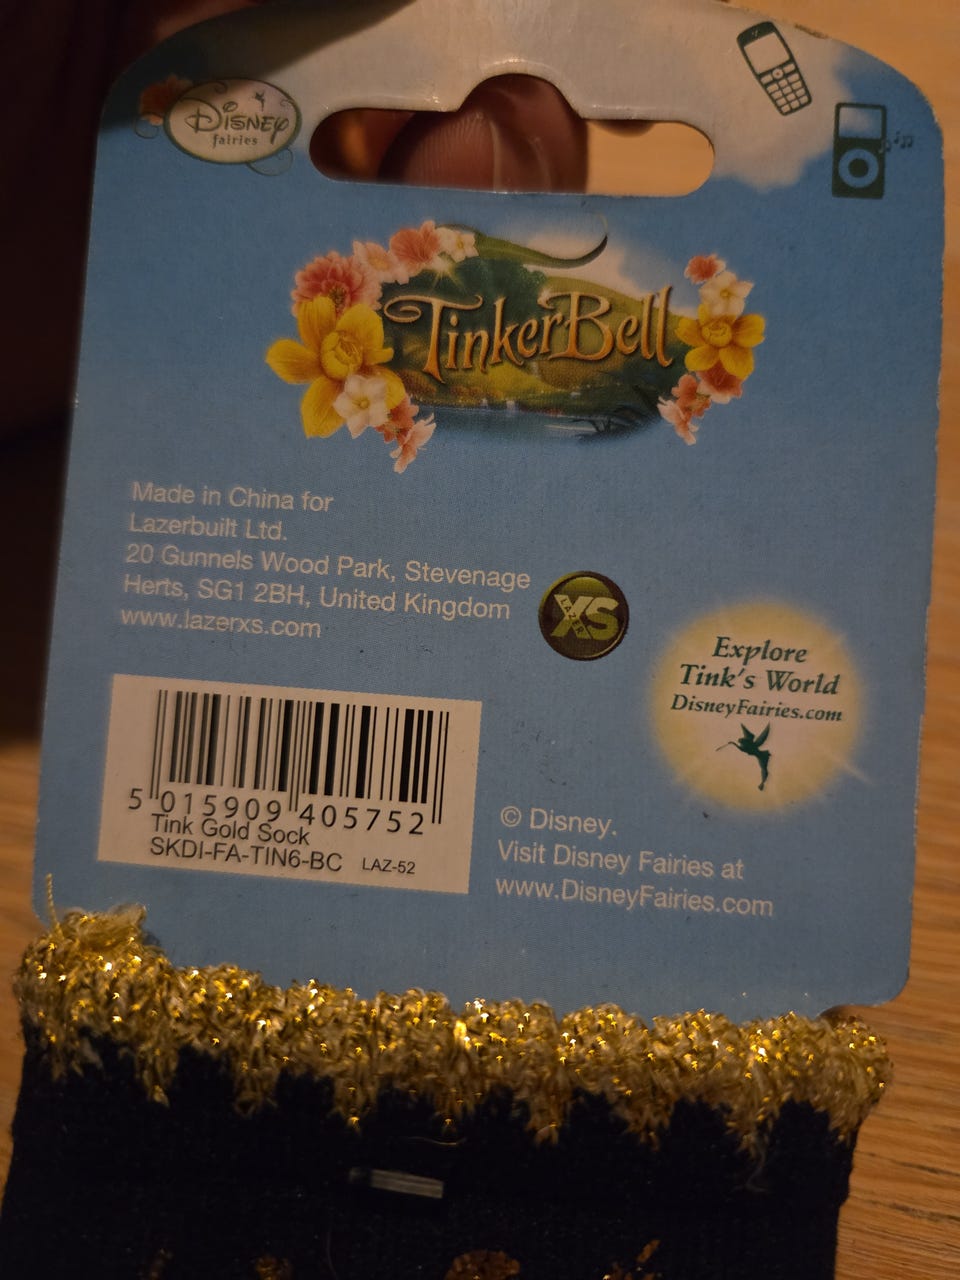 Disney
fairies
TinkerBell
Made in China for
Lazerbuilt Ltd.
20 Gunnels Wood Park, Stevenage
Herts, SG1 2BH, United Kingdom
www.lazerxs.com
XS
LAZER
Explore
Tink's World
DisneyFairies.com
5 015909 405752
Tink Gold Sock
SKDI-FA-TIN6-BC LAZ-52
© Disney.
Visit Disney Fairies at
www.DisneyFairies.com